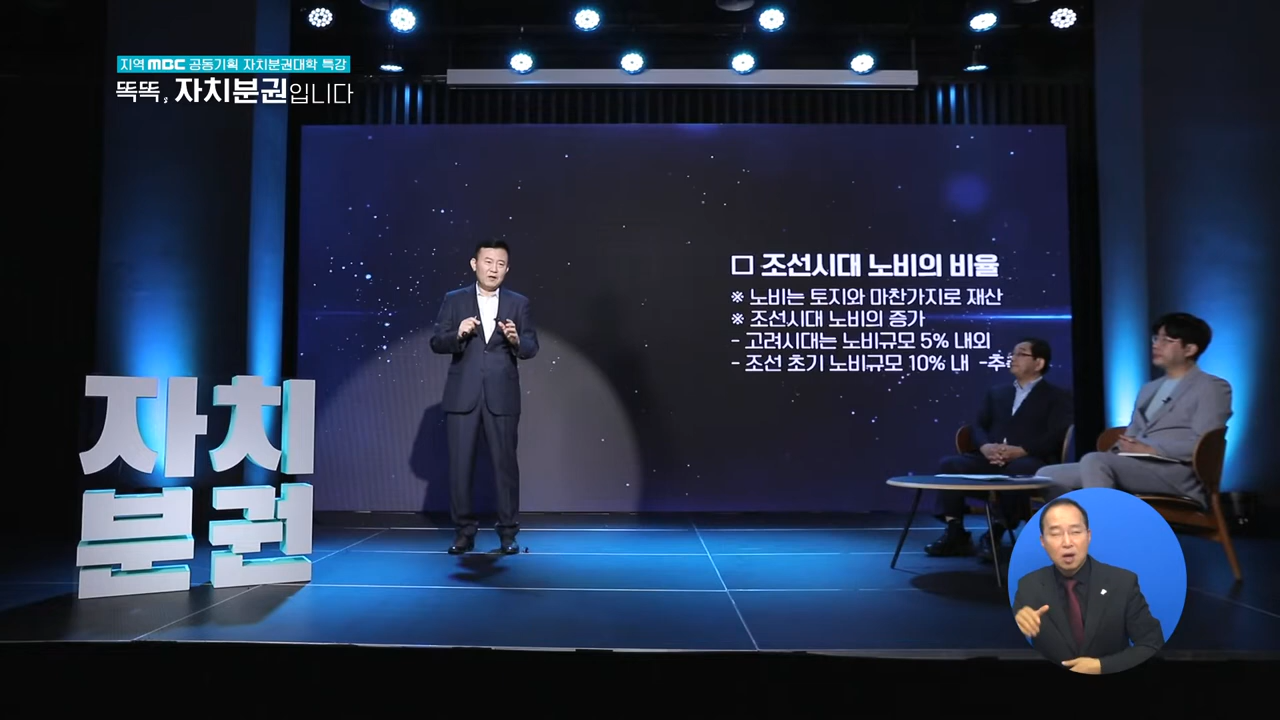 지역 MBC 공동기획 자치분권대학 특강
똑똑, 자치분권입니다
□ 조선시대 노비의 비율
※ 노비는 토지와 마찬가지로 재산
※ 조선시대 노비의 증가
- 고려시대는 노비규모 5% 내외
- 조선 초기 노비규모 10% 내
자치
분권